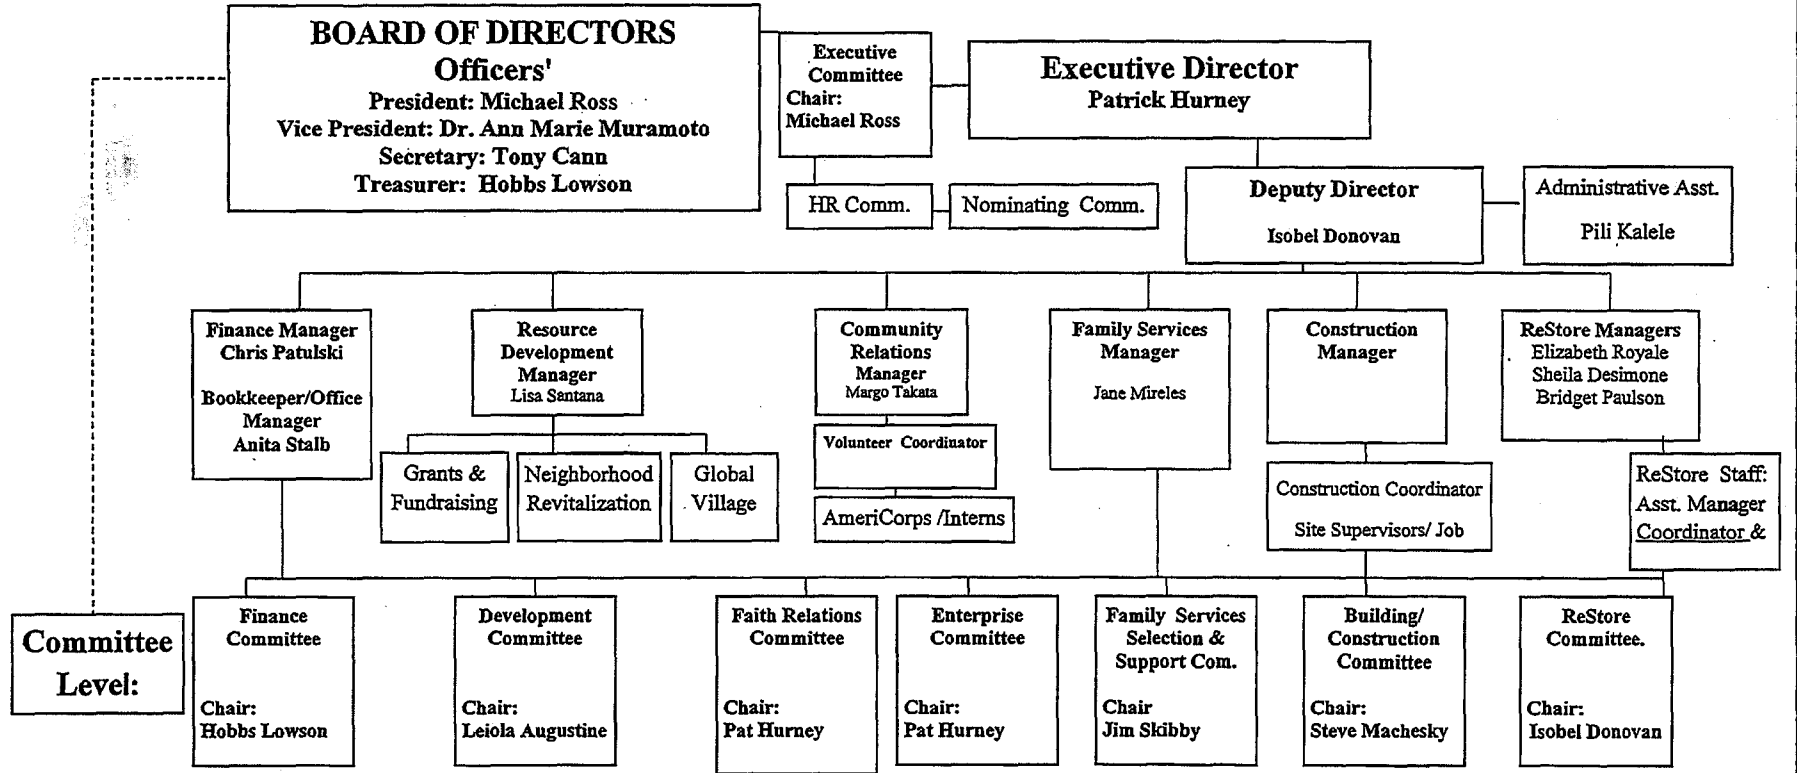 BOARD OF DIRECTORS
Officers'
President: Michael Ross
Vice President: Dr. Ann Marie Muramoto
Secretary: Tony Cann
Treasurer: Hobbs Lowson
Executive
Committee
Chair:
Michael Ross
Executive Director
Patrick Hurney
HR Comm.
Nominating Comm.
Deputy Director
Isobel Donovan
Administrative Asst.
Pili Kalele
Finance Manager
Chris Patulski
Bookkeeper/Office
Manager
Anita Stalb
Resource
Development
Manager
Lisa Santana
Community
Relations
Manager
Margo Takata
Family Services
Manager
Jane Mireles
Construction
Manager
ReStore Managers
Elizabeth Royale
Sheila Desimone
Bridget Paulson
Grants &
Fundraising
Neighborhood
Revitalization
Global
Village
Volunteer Coordinator
AmeriCorps /Interns
Construction Coordinator
Site Supervisors/ Job
ReStore Staff:
Asst. Manager
Coordinator &
Committee
Level:
Finance
Committee
Chair:
Hobbs Lowson
Development
Committee
Chair:
Leiola Augustine
Faith Relations
Committee
Chair:
Pat Hurney
Enterprise
Committee
Chair:
Pat Hurney
Family Services
Selection &
Support Com.
Chair
Jim Skibby
Building/
Construction
Committee
Chair:
Steve Machesky
ReStore
Committee.
Chair:
Isobel Donovan